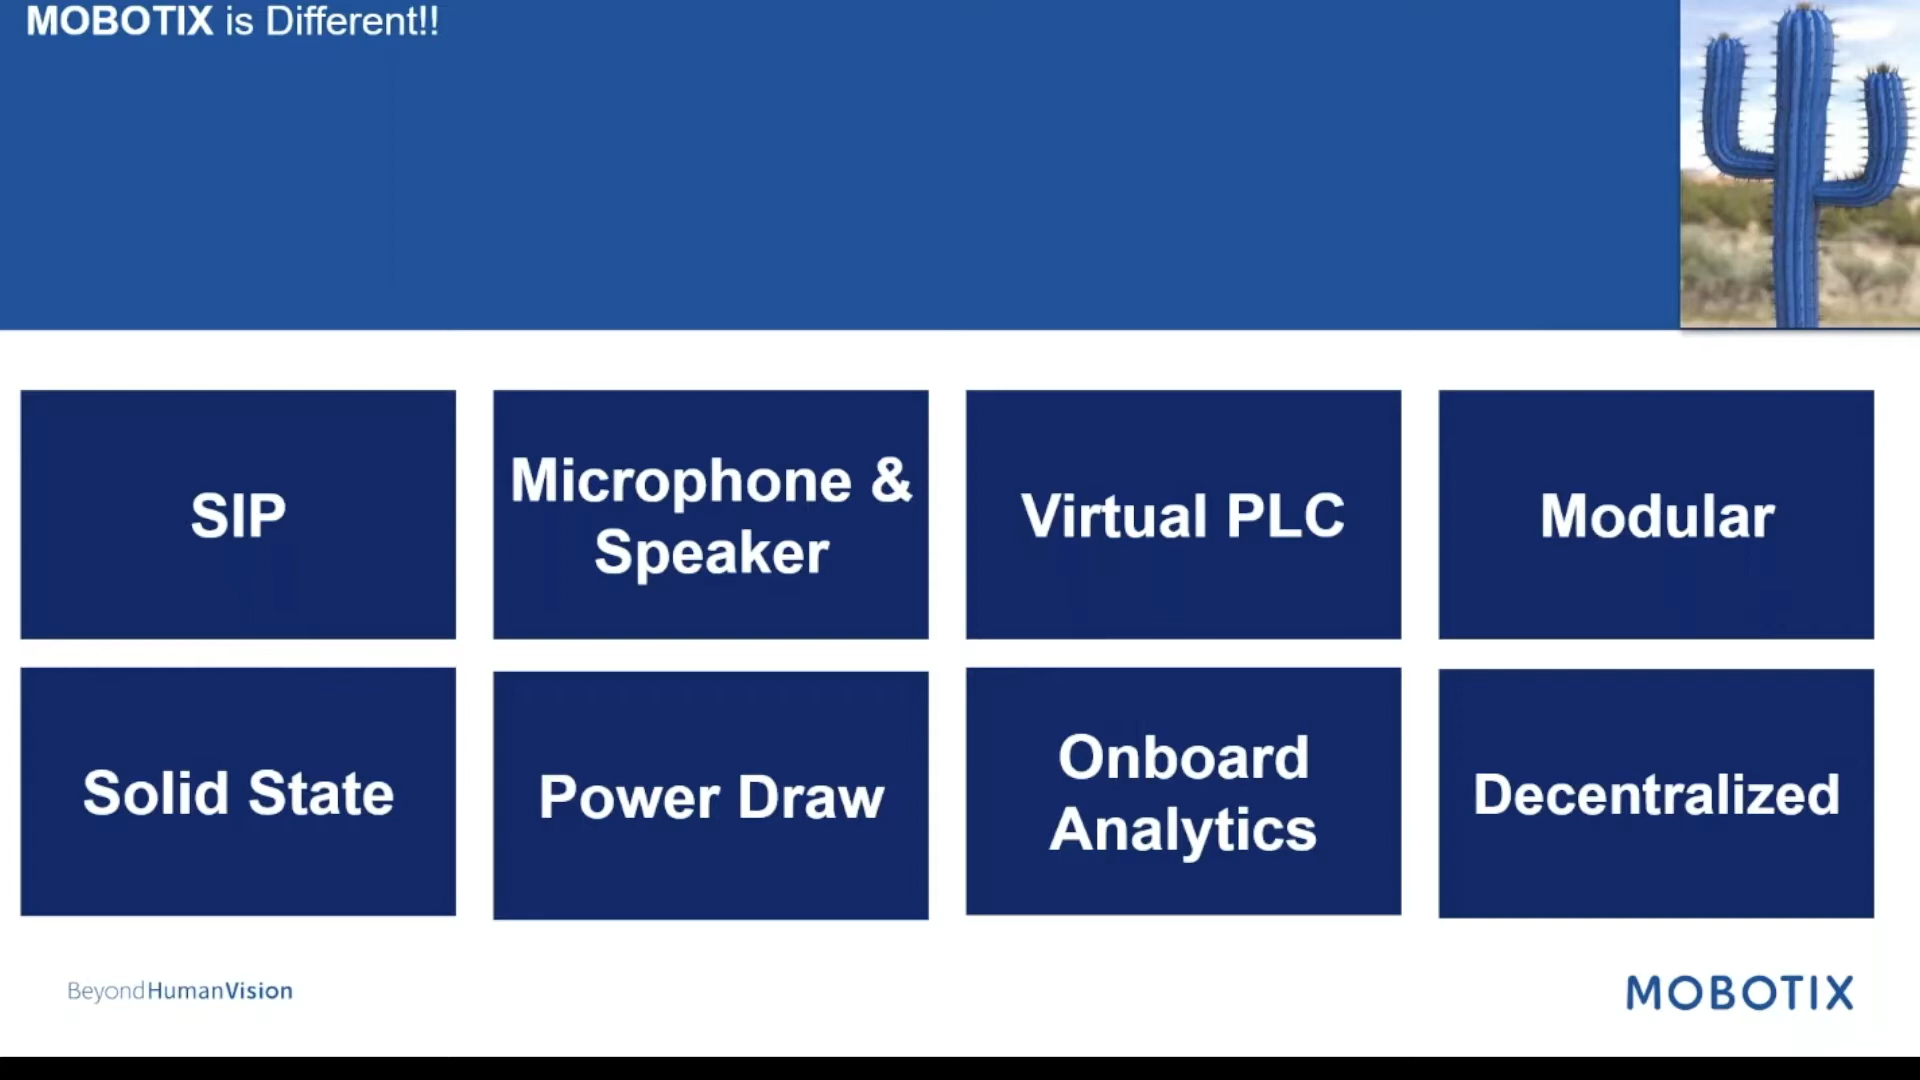 MOBOTIX is Different!!
SIP
Microphone &
Speaker
Virtual PLC
Modular
Solid State
Power Draw
Onboard
Analytics
Decentralized
BeyondHumanVision
MOBOTIX